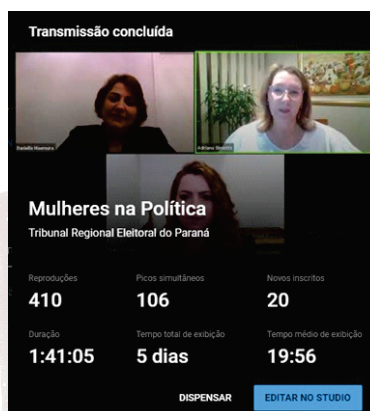 Transmissão concluída
Mulheres na Política
Tribunal Regional Eleitoral do Paraná
Reproduções Picos simultâneos Novos inscritos
410 106 20
Duração Tempo total de exibição Tempo médio de exibição
1:41:05 5 dias 19:56
DISPENSAR EDITAR NO STUDIO